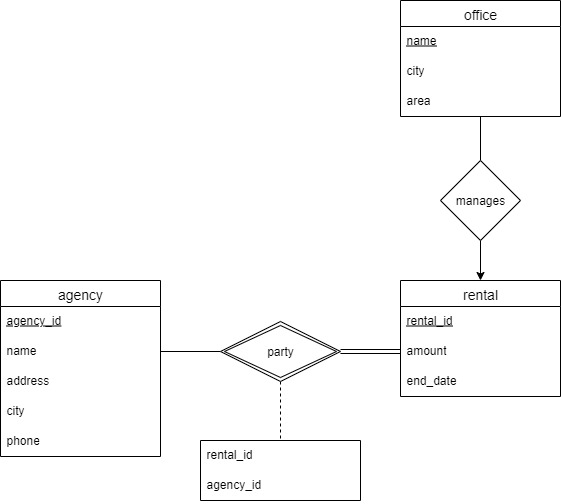 office
name
city
area
manages
agency
agency_id
name
address
city
phone
party
rental
rental_id
amount
end_date
rental_id
agency_id